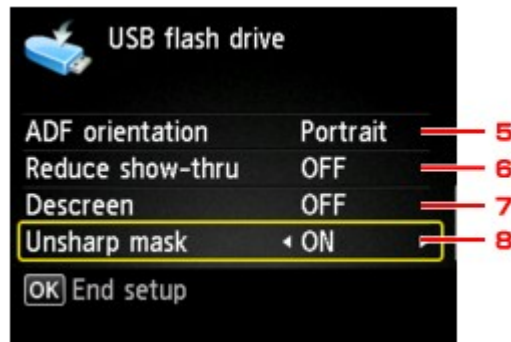 USB flash drive
ADF orientation Portrait 5
Reduce show-thru OFF 6
Descreen OFF 7
Unsharp mask ON 8
OK End setup